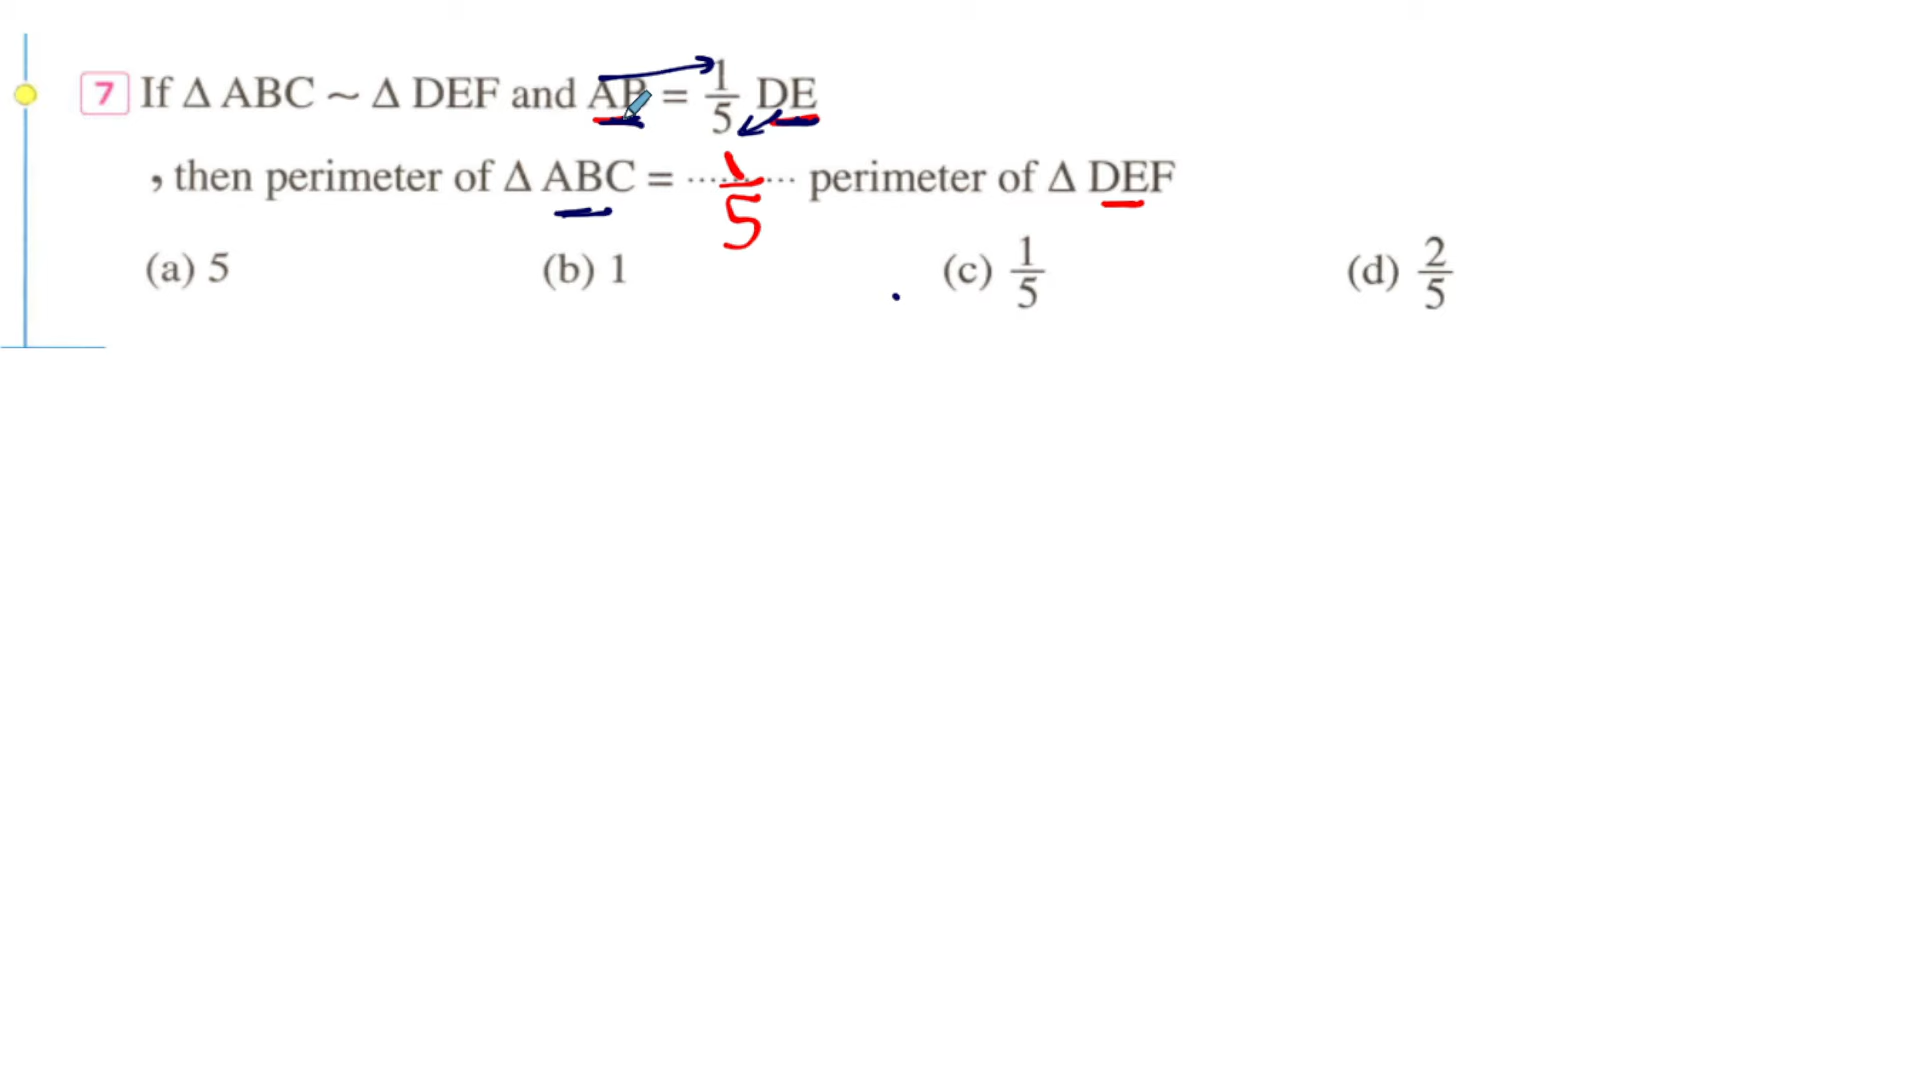 7 If Δ ABC ~ Δ DEF and AB = 1/5 DE
, then perimeter of Δ ABC = ... 1/5 ... perimeter of Δ DEF
(a) 5 (b) 1 (c) 1/5 (d) 2/5